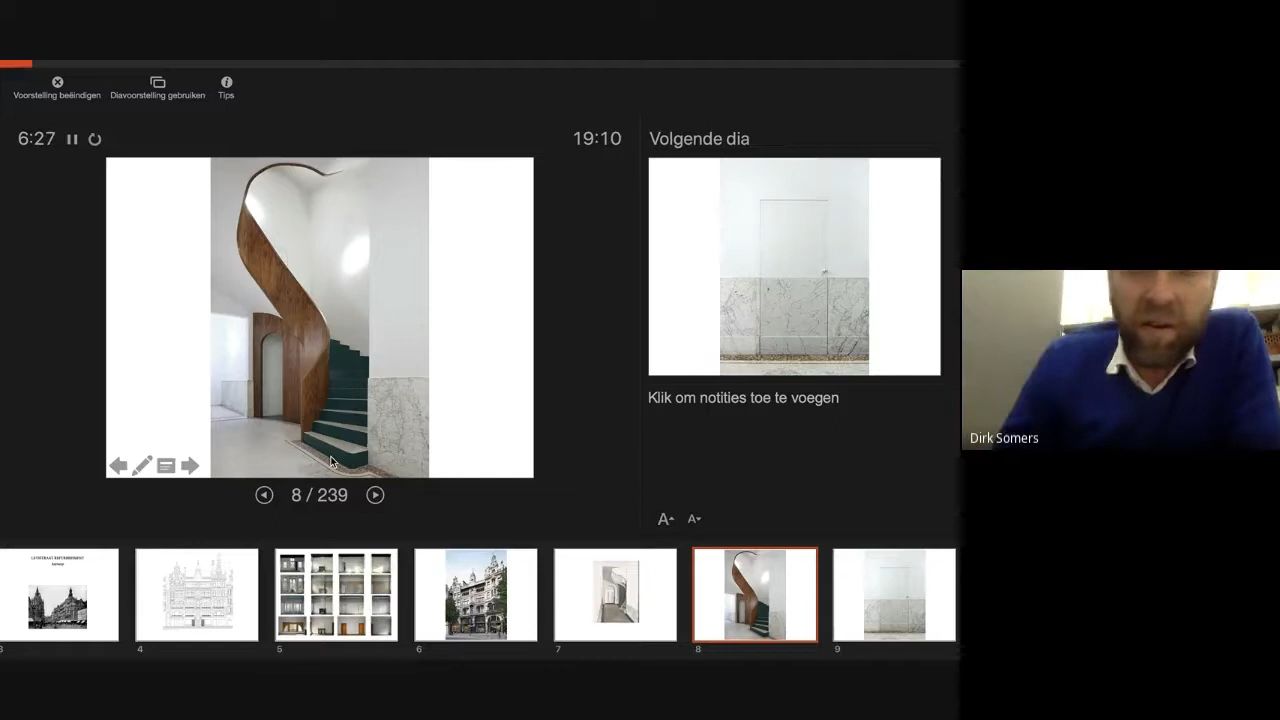 Voorstelling beëindigen
Diavoorstelling gebruiken
Tips
6:27
19:10
Volgende dia
Klik om notities toe te voegen
8 / 239
A A
Dirk Somers
Antwerp
3
4
5
6
7
8
9